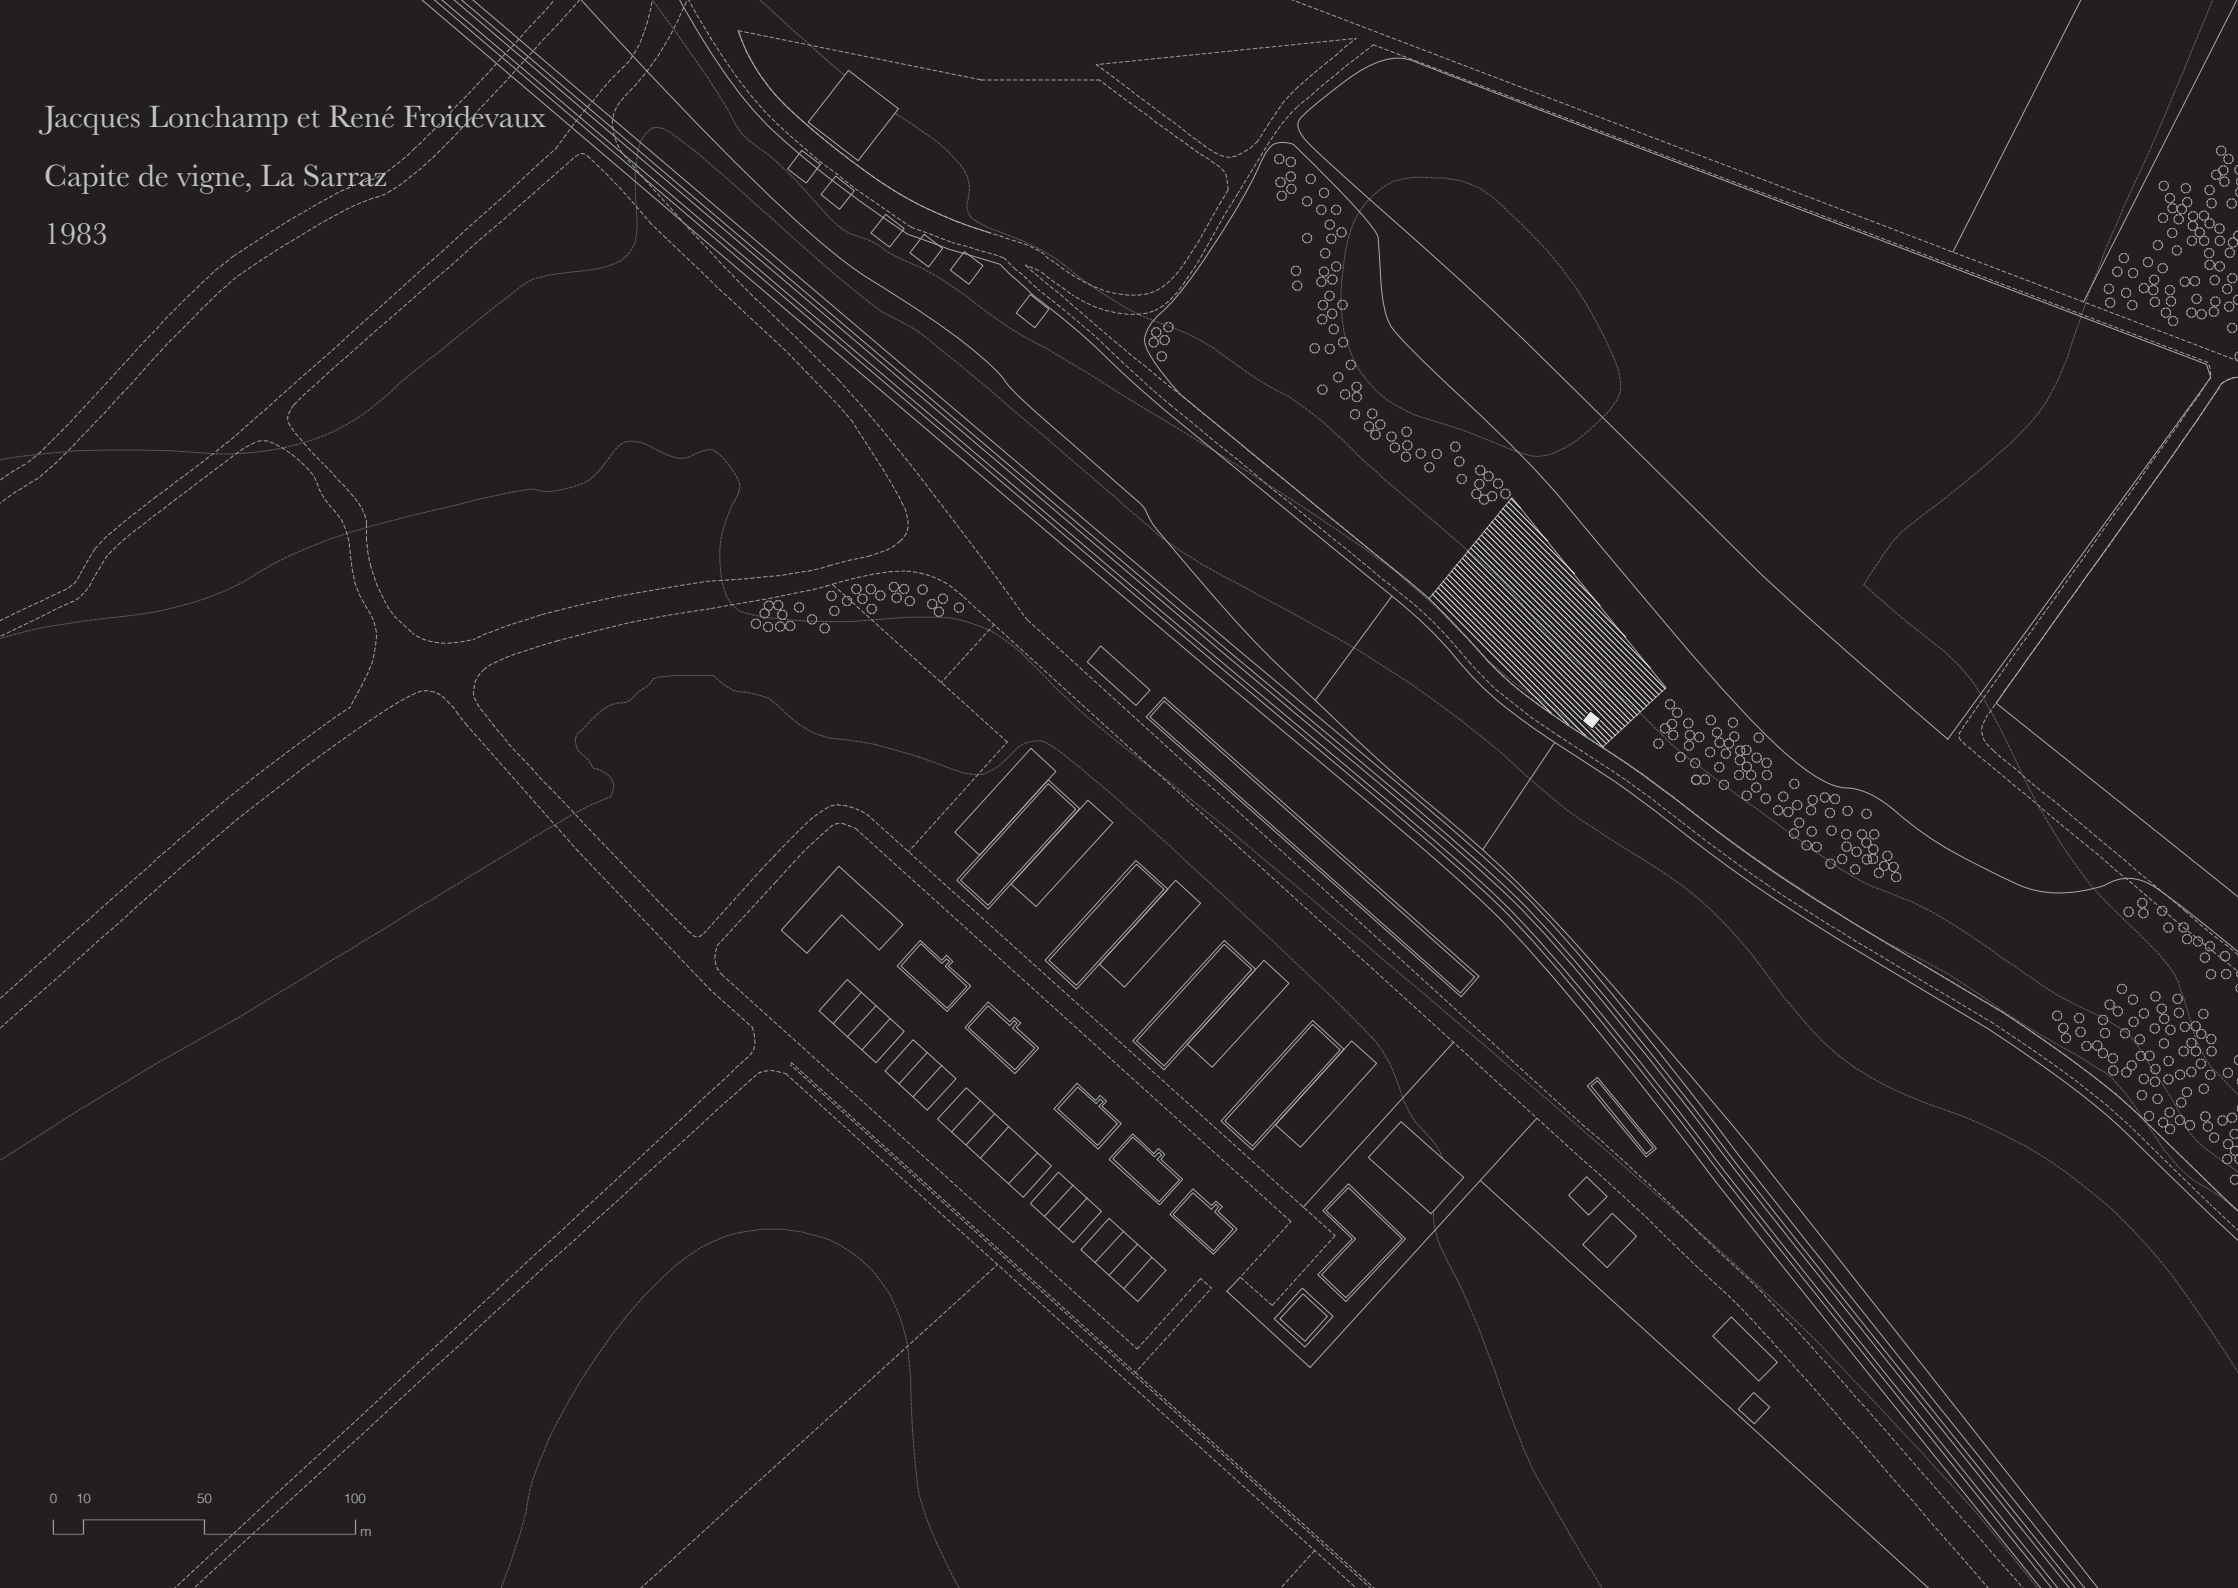 Jacques Lonchamp et René Froidevaux
Capite de vigne, La Sarraz
1983
0 10 50 100
m